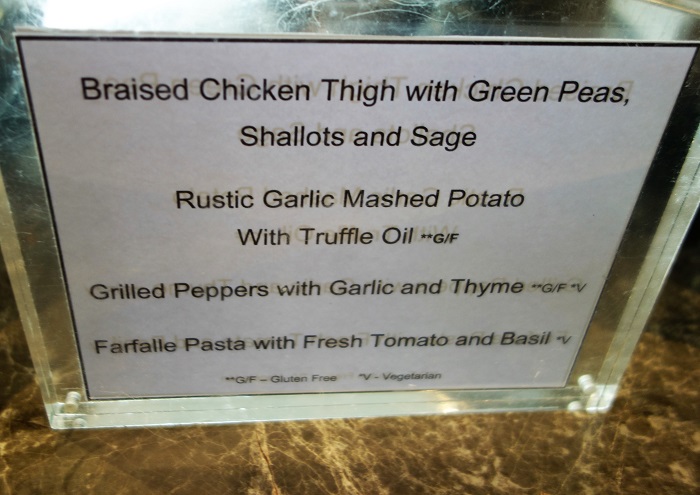 Braised Chicken Thigh with Green Peas,
Shallots and Sage
Rustic Garlic Mashed Potato
With Truffle Oil **G/F
Grilled Peppers with Garlic and Thyme **G/F *V
Farfalle Pasta with Fresh Tomato and Basil *V
**G/F – Gluten Free *V - Vegetarian